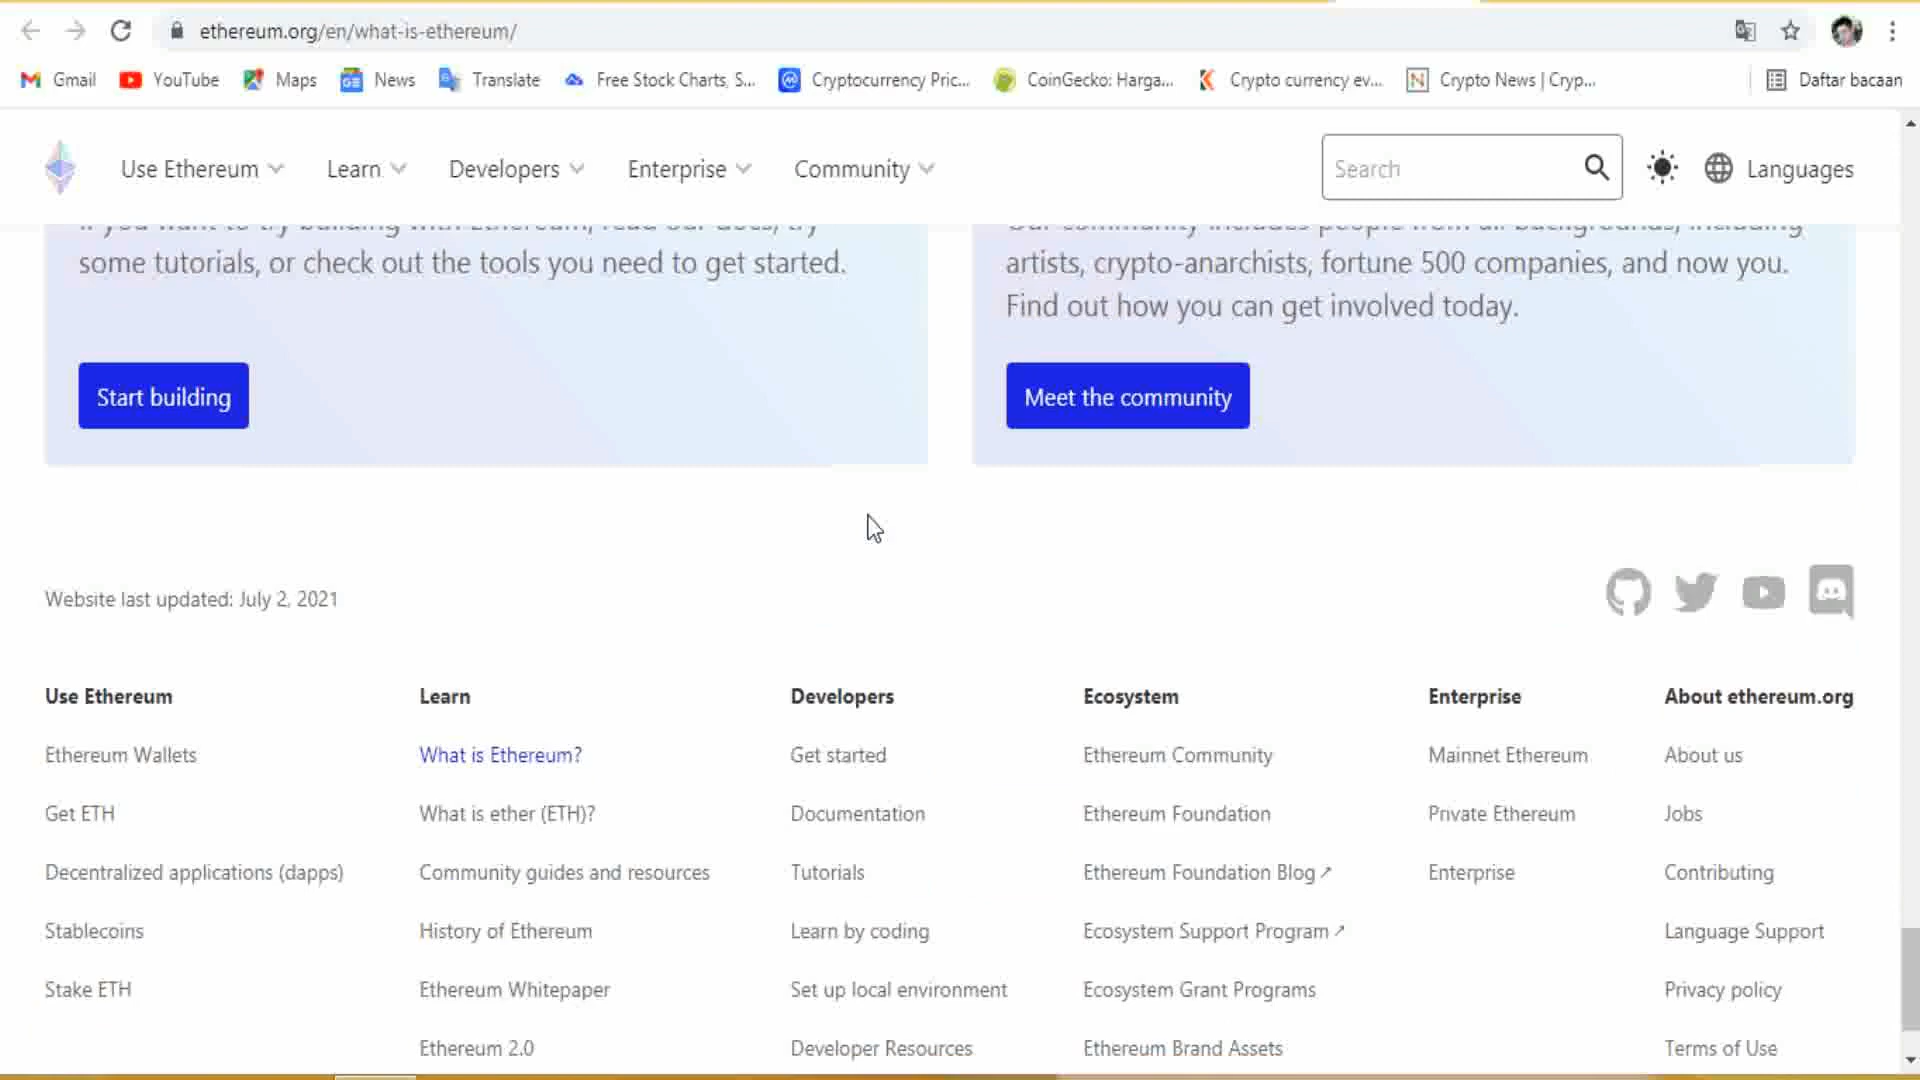 ethereum.org/en/what-is-ethereum/
Gmail YouTube Maps News Translate Free Stock Charts, S... Cryptocurrency Pric... CoinGecko: Harga... Crypto currency ev... Crypto News | Cryp... Daftar bacaan
Use Ethereum Learn Developers Enterprise Community Search Languages
If you want to try building with Ethereum, read our docs, try
some tutorials, or check out the tools you need to get started.
Start building
Our community includes people from all backgrounds, including
artists, crypto-anarchists, fortune 500 companies, and now you.
Find out how you can get involved today.
Meet the community
Website last updated: July 2, 2021
Use Ethereum
Ethereum Wallets
Get ETH
Decentralized applications (dapps)
Stablecoins
Stake ETH
Learn
What is Ethereum?
What is ether (ETH)?
Community guides and resources
History of Ethereum
Ethereum Whitepaper
Ethereum 2.0
Developers
Get started
Documentation
Tutorials
Learn by coding
Set up local environment
Developer Resources
Ecosystem
Ethereum Community
Ethereum Foundation
Ethereum Foundation Blog↗
Ecosystem Support Program↗
Ecosystem Grant Programs
Ethereum Brand Assets
Enterprise
Mainnet Ethereum
Private Ethereum
Enterprise
About ethereum.org
About us
Jobs
Contributing
Language Support
Privacy policy
Terms of Use